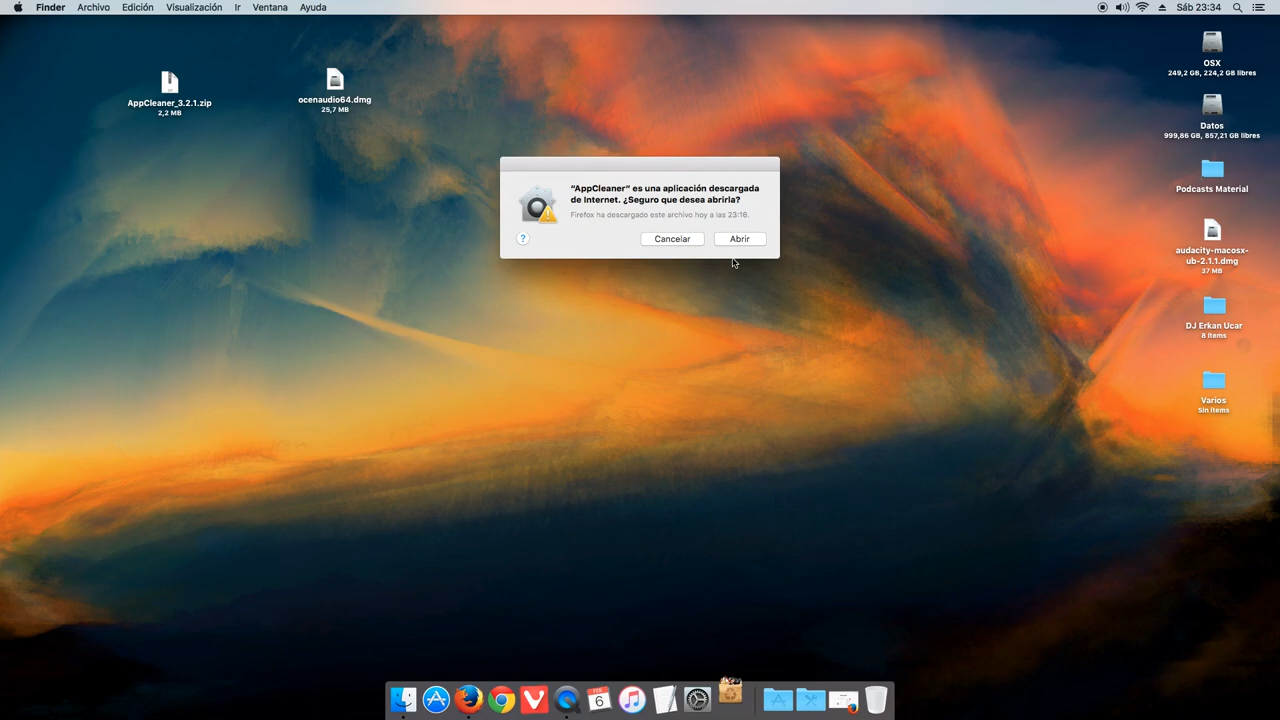 Finder Archivo Edición Visualización Ir Ventana Ayuda
Sáb 23:34
AppCleaner_3.2.1.zip
2,2 MB
ocenaudio64.dmg
25,7 MB
OSX
249,2 GB, 224,2 GB libres
Datos
999,86 GB, 857,21 GB libres
Podcasts Material
audacity-macosx-
ub-2.1.1.dmg
37 MB
DJ Erkan Ucar
8 ítems
Varios
Sin ítems
“AppCleaner” es una aplicación descargada
de Internet. ¿Seguro que desea abrirla?
Firefox ha descargado este archivo hoy a las 23:16.
?
Cancelar
Abrir
FEB
6